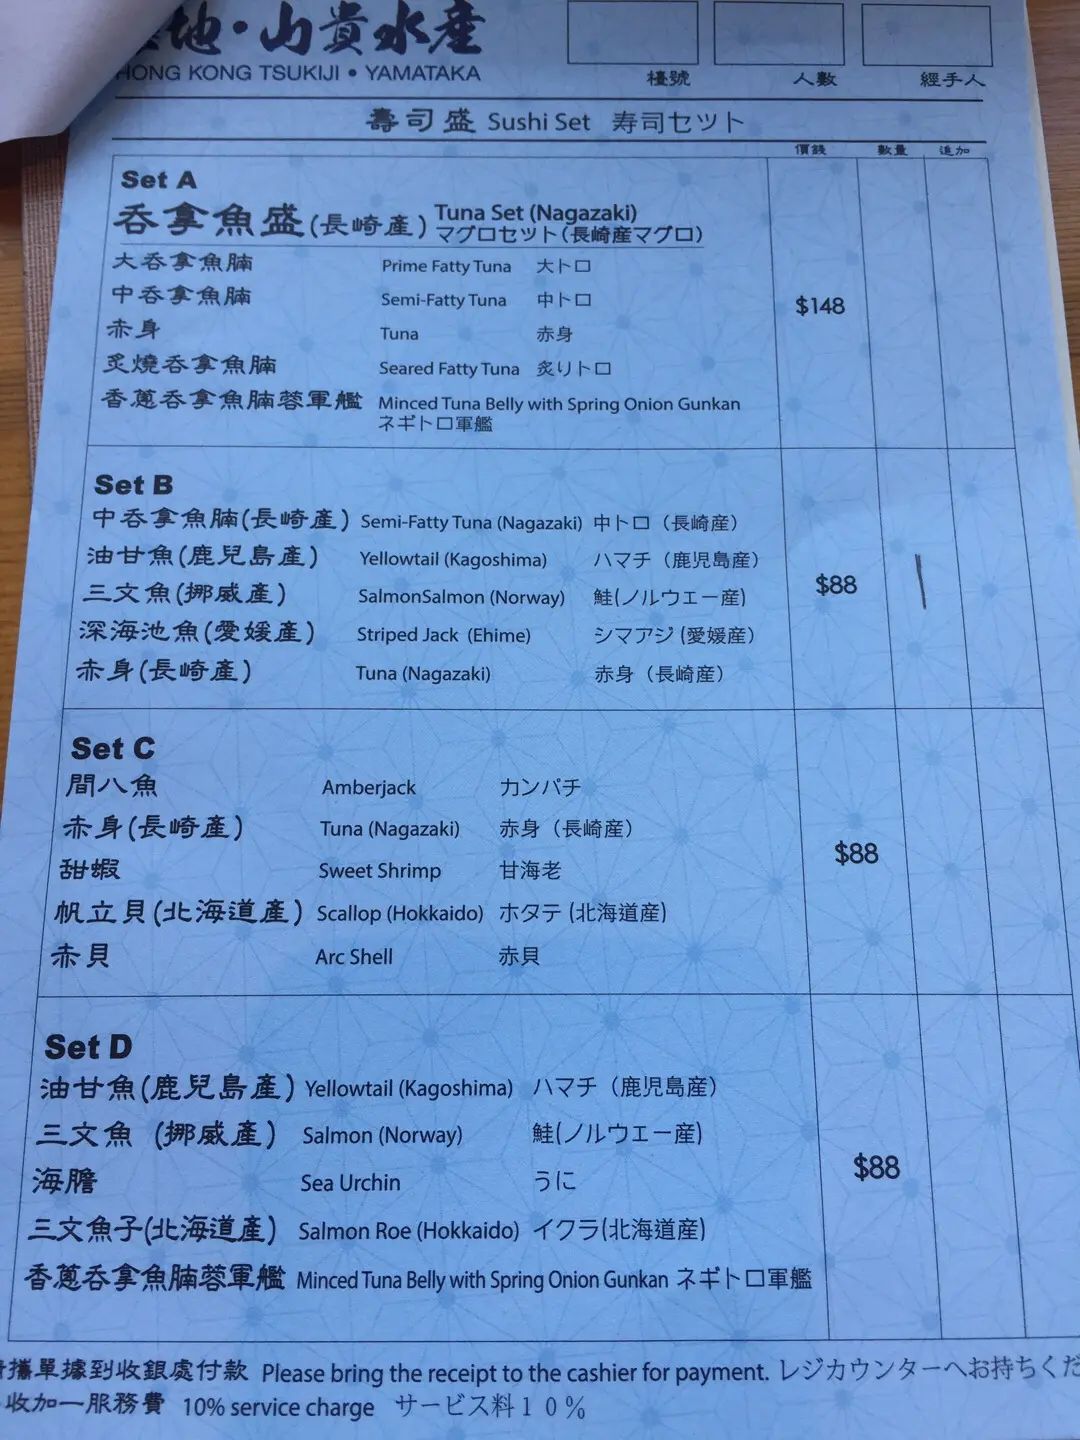 地・山貴水產
HONG KONG TSUKIJI • YAMATAKA
檯號 人數 經手人
壽司盛 Sushi Set 寿司セット
價錢 數量 追加
Set A
吞拿魚盛(長崎產) Tuna Set (Nagazaki)
マグロセット(長崎産マグロ)
大吞拿魚腩 Prime Fatty Tuna 大トロ
中吞拿魚腩 Semi-Fatty Tuna 中トロ
$148
赤身 Tuna 赤身
炙燒吞拿魚腩 Seared Fatty Tuna 炙りトロ
香蔥吞拿魚腩蓉軍艦 Minced Tuna Belly with Spring Onion Gunkan
ネギトロ軍艦
Set B
中吞拿魚腩(長崎產) Semi-Fatty Tuna (Nagazaki) 中トロ（長崎産）
油甘魚(鹿兒島產) Yellowtail (Kagoshima) ハマチ（鹿児島産）
三文魚(挪威產) SalmonSalmon (Norway) 鮭(ノルウェー産)
$88
深海池魚(愛媛產) Striped Jack (Ehime) シマアジ (愛媛産）
赤身(長崎產) Tuna (Nagazaki) 赤身（長崎産）
Set C
間八魚 Amberjack カンパチ
赤身(長崎產) Tuna (Nagazaki) 赤身（長崎産）
$88
甜蝦 Sweet Shrimp 甘海老
帆立貝(北海道產) Scallop (Hokkaido) ホタテ (北海道産)
赤貝 Arc Shell 赤貝
Set D
油甘魚(鹿兒島產) Yellowtail (Kagoshima) ハマチ（鹿児島産）
三文魚 (挪威產) Salmon (Norway) 鮭(ノルウェー産)
$88
海膽 Sea Urchin うに
三文魚子(北海道產) Salmon Roe (Hokkaido) イクラ(北海道産)
香蔥吞拿魚腩蓉軍艦 Minced Tuna Belly with Spring Onion Gunkan ネギトロ軍艦
攜單據到收銀處付款 Please bring the receipt to the cashier for payment. レジカウンターへお持ちくだ
收加一服務費 10% service charge サービス料１０％